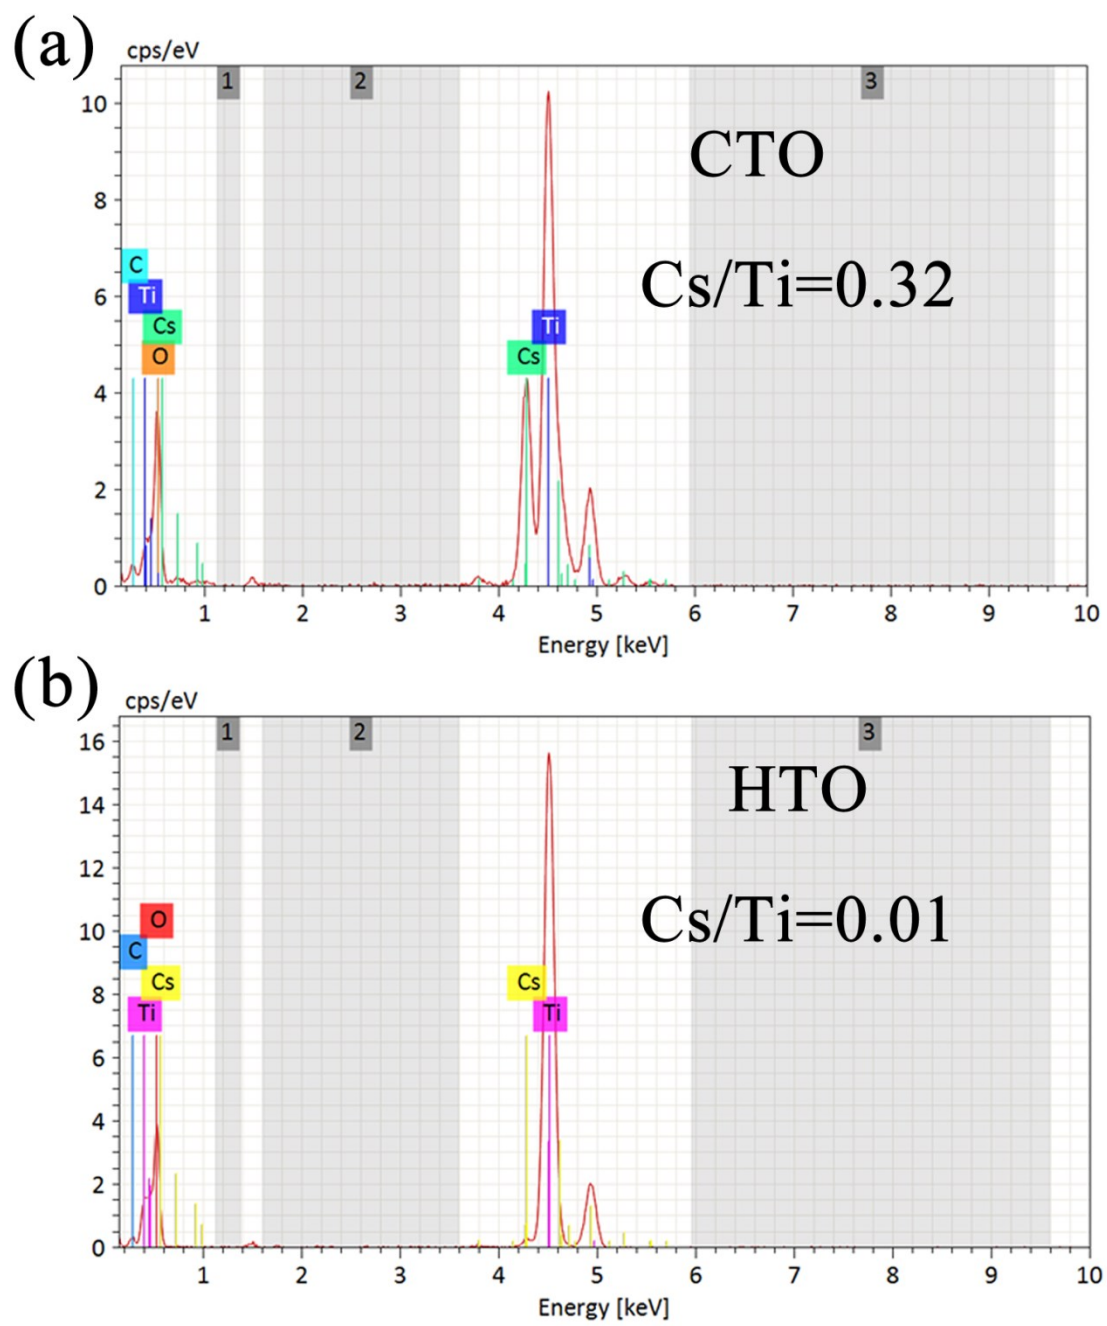 (a)
cps/eV
1 2 3
10
CTO
8
C
Cs/Ti=0.32
6
Ti
Cs
Ti
O
Cs
4
2
0
1 2 3 4 5 6 7 8 9 10
Energy [keV]
(b)
cps/eV
1 2 3
16
HTO
14
12
O
Cs/Ti=0.01
10
C
Cs
Cs
8
Ti
Ti
6
4
2
0
1 2 3 4 5 6 7 8 9 10
Energy [keV]